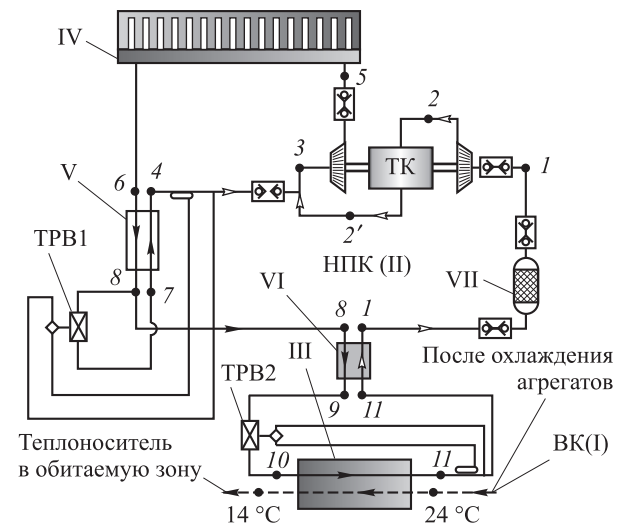 IV
5
2
3
ТК
1
6
4
V
2′
ТРВ1
НПК (II)
VII
8
7
VI
8
1
III
После охлаждения
агрегатов
ТРВ2
9
11
Теплоноситель
в обитаемую зону
10
11
ВК(I)
14 °С
24 °С